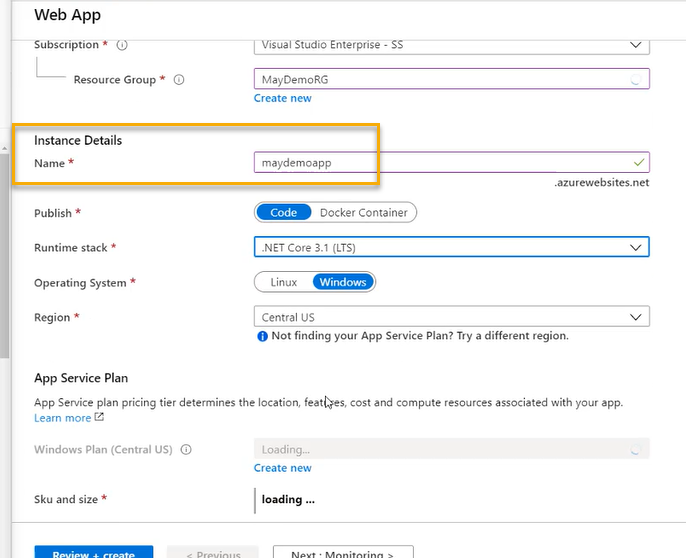 Web App
Subscription * Visual Studio Enterprise - SS
Resource Group * MayDemoRG
Create new
Instance Details
Name * maydemoapp
.azurewebsites.net
Publish * Code Docker Container
Runtime stack * .NET Core 3.1 (LTS)
Operating System * Linux Windows
Region * Central US
Not finding your App Service Plan? Try a different region.
App Service Plan
App Service plan pricing tier determines the location, features, cost and compute resources associated with your app.
Learn more
Windows Plan (Central US) Loading...
Create new
Sku and size * loading ...
Review + create < Previous Next : Monitoring >